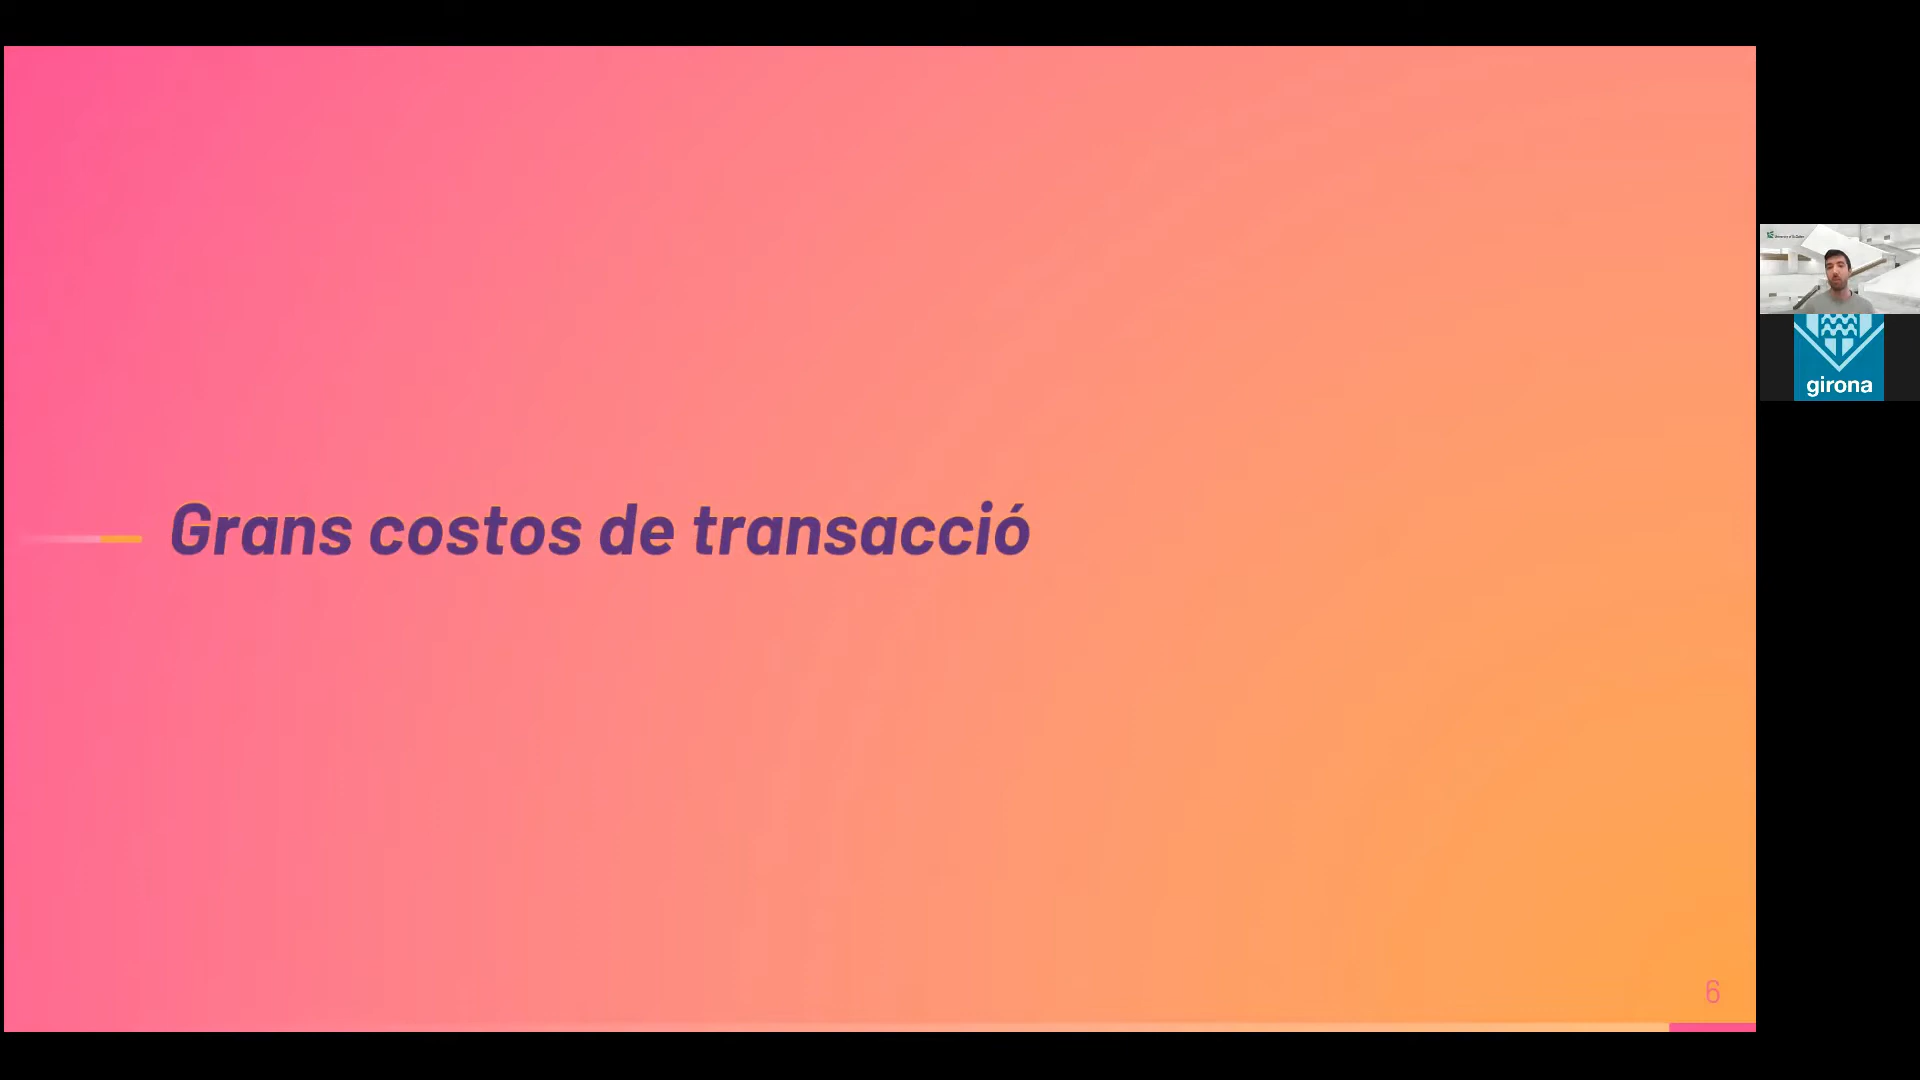 Grans costos de transacció
6
girona